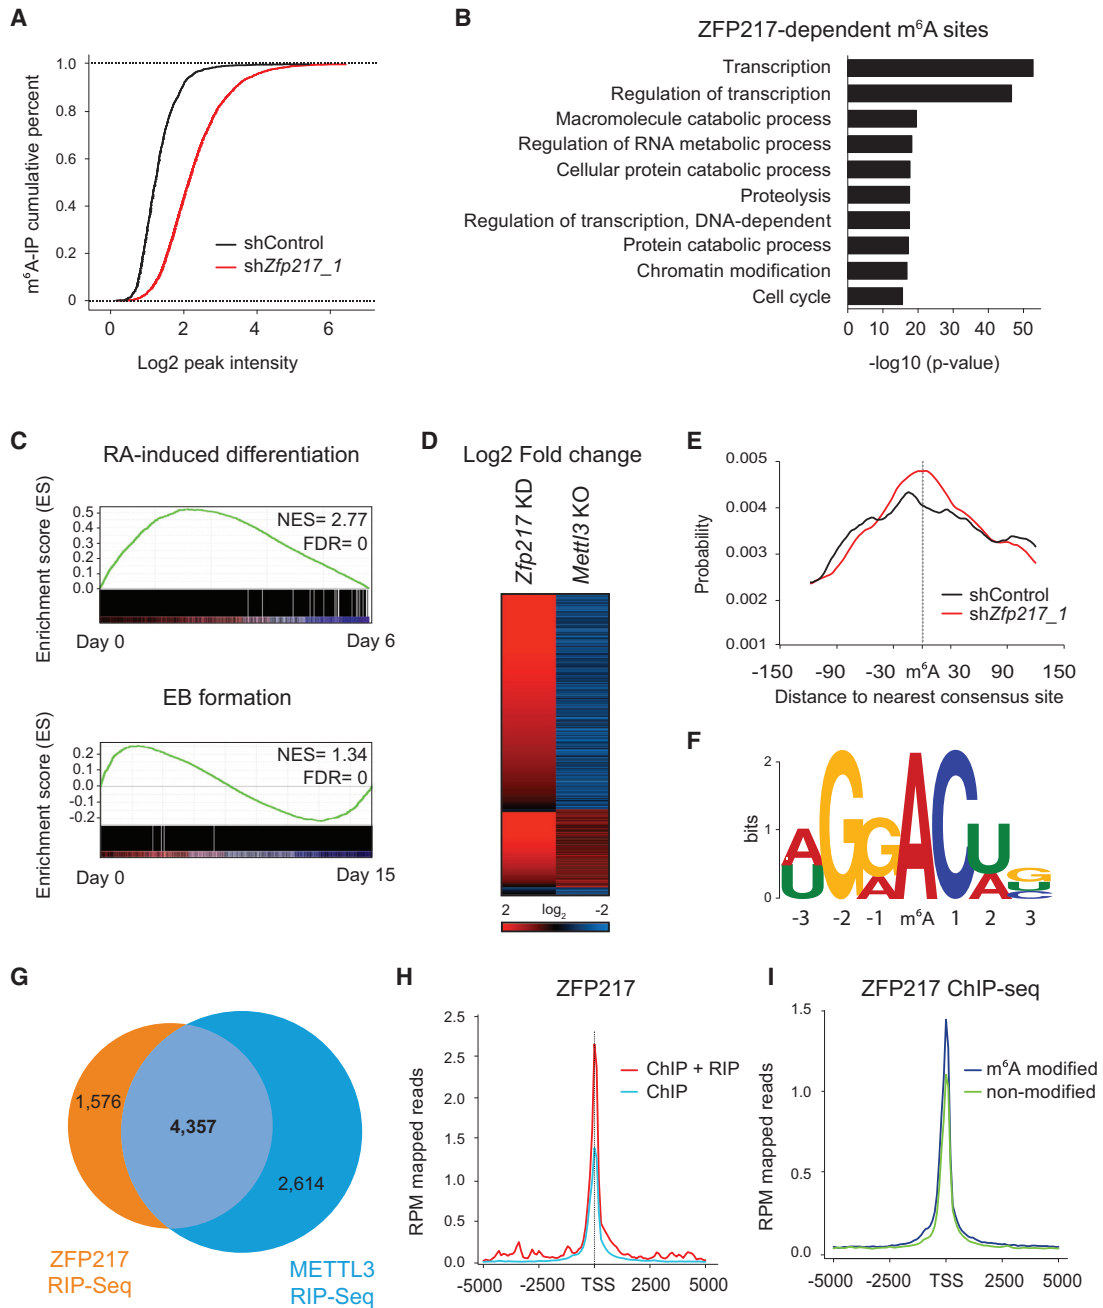 A
m⁶A-IP cumulative percent
1.0
0.8
0.6
0.4
0.2
0
shControl
shZfp217_1
0 2 4 6
Log2 peak intensity
B
ZFP217-dependent m⁶A sites
Transcription
Regulation of transcription
Macromolecule catabolic process
Regulation of RNA metabolic process
Cellular protein catabolic process
Proteolysis
Regulation of transcription, DNA-dependent
Protein catabolic process
Chromatin modification
Cell cycle
0 10 20 30 40 50
-log10 (p-value)
C
RA-induced differentiation
Enrichment score (ES)
0.5
0.4
0.3
0.2
0.1
0.0
NES= 2.77
FDR= 0
Day 0 Day 6
EB formation
Enrichment score (ES)
0.2
0.1
0.0
-0.1
-0.2
NES= 1.34
FDR= 0
Day 0 Day 15
D
Log2 Fold change
Zfp217 KD
Mettl3 KO
2 log₂ -2
E
Probability
0.005
0.004
0.003
0.002
0.001
shControl
shZfp217_1
-150 -90 -30 m⁶A 30 90 150
Distance to nearest consensus site
F
bits
2
1
0
A G G A C U G
U A A U
C
-3 -2 -1 m⁶A 1 2 3
G
1,576
4,357
2,614
ZFP217
RIP-Seq
METTL3
RIP-Seq
H
ZFP217
RPM mapped reads
2.5
2.5
2.0
1.5
1.0
0.5
0.0
ChIP + RIP
ChIP
-5000 -2500 TSS 2500 5000
I
ZFP217 ChIP-seq
RPM mapped reads
1.5
1.0
0.5
0.0
m⁶A modified
non-modified
-5000 -2500 TSS 2500 5000